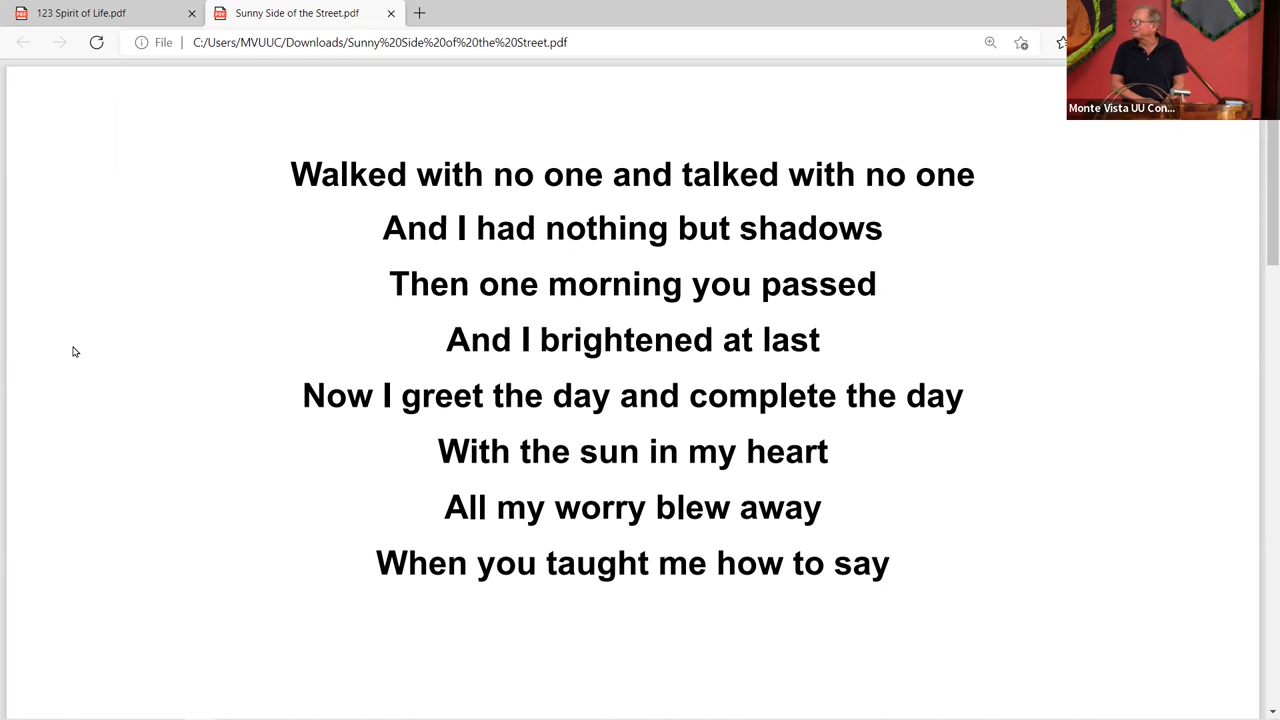 123 Spirit of Life.pdf
Sunny Side of the Street.pdf
File
C:/Users/MVUUC/Downloads/Sunny%20Side%20of%20the%20Street.pdf
Monte Vista UU Con...
Walked with no one and talked with no one
And I had nothing but shadows
Then one morning you passed
And I brightened at last
Now I greet the day and complete the day
With the sun in my heart
All my worry blew away
When you taught me how to say